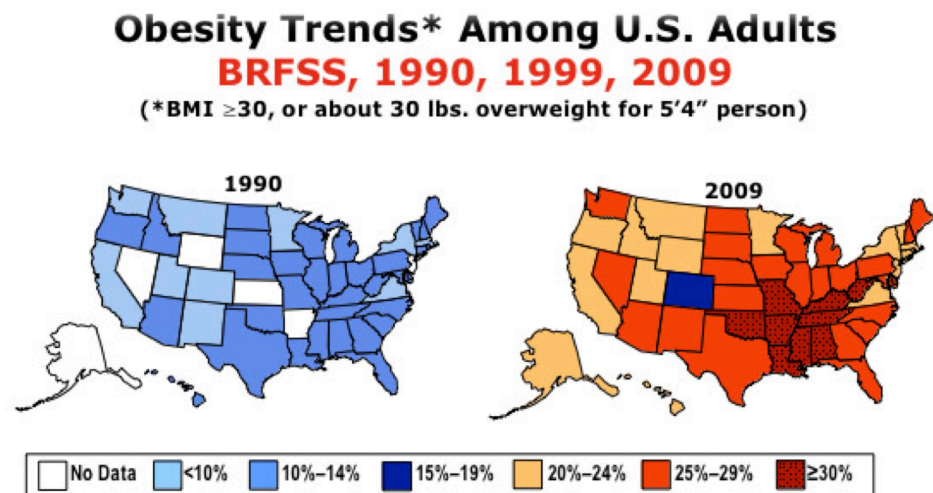 Obesity Trends* Among U.S. Adults
BRFSS, 1990, 1999, 2009
(*BMI ≥30, or about 30 lbs. overweight for 5’4” person)
1990
2009
No Data <10% 10%–14% 15%–19% 20%–24% 25%–29% ≥30%